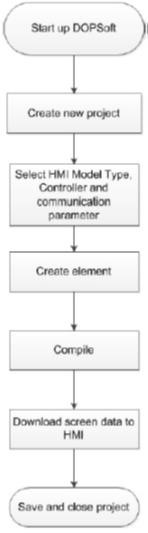 Start up DOPSoft
Create new project
Select HMI Model Type,
Controller and
communication
parameter
Create element
Compile
Download screen data to
HMI
Save and close project